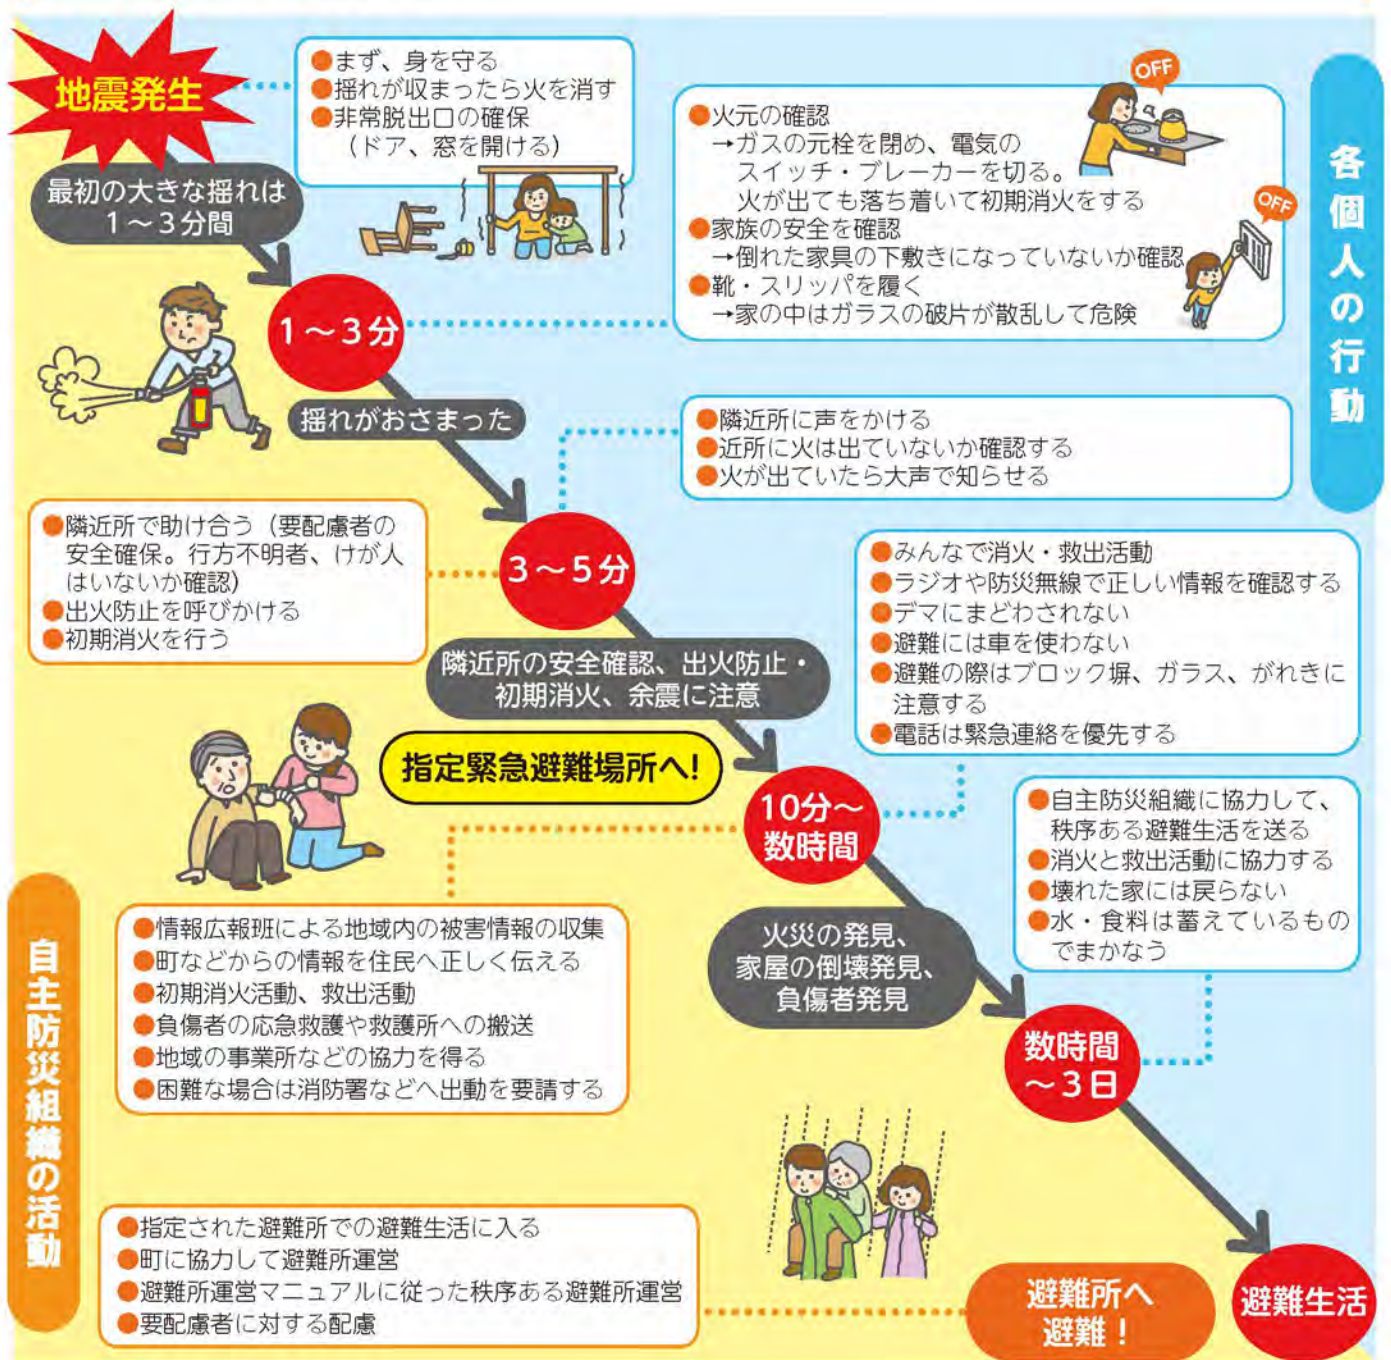 地震発生
●まず、身を守る
●揺れが収まったら火を消す
●非常脱出口の確保
（ドア、窓を開ける）
最初の大きな揺れは
1～3分間
OFF
●火元の確認
→ガスの元栓を閉め、電気の
スイッチ・ブレーカーを切る。
火が出ても落ち着いて初期消火をする
●家族の安全を確認
→倒れた家具の下敷きになっていないか確認
●靴・スリッパを履く
→家の中はガラスの破片が散乱して危険
OFF
各個人の行動
1～3分
揺れがおさまった
●隣近所に声をかける
●近所に火は出ていないか確認する
●火が出ていたら大声で知らせる
●隣近所で助け合う（要配慮者の
安全確保。行方不明者、けが人
はいないか確認）
●出火防止を呼びかける
●初期消火を行う
3～5分
隣近所の安全確認、出火防止・
初期消火、余震に注意
●みんなで消火・救出活動
●ラジオや防災無線で正しい情報を確認する
●デマにまどわされない
●避難には車を使わない
●避難の際はブロック塀、ガラス、がれきに
注意する
●電話は緊急連絡を優先する
指定緊急避難場所へ!
10分～
数時間
●自主防災組織に協力して、
秩序ある避難生活を送る
●消火と救出活動に協力する
●壊れた家には戻らない
●水・食料は蓄えているもの
でまかなう
自主防災組織の活動
●情報広報班による地域内の被害情報の収集
●町などからの情報を住民へ正しく伝える
●初期消火活動、救出活動
●負傷者の応急救護や救護所への搬送
●地域の事業所などの協力を得る
●困難な場合は消防署などへ出動を要請する
火災の発見、
家屋の倒壊発見、
負傷者発見
数時間
～3日
●指定された避難所での避難生活に入る
●町に協力して避難所運営
●避難所運営マニュアルに従った秩序ある避難所運営
●要配慮者に対する配慮
避難所へ
避難！
避難生活